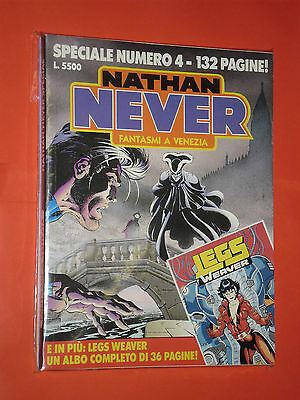 SPECIALE NUMERO 4 - 132 PAGINE!
L. 5500
NATHAN
NEVER
FANTASMI A VENEZIA
LEGS
WEAVER
E IN PIÙ: LEGS WEAVER
UN ALBO COMPLETO DI 36 PAGINE!